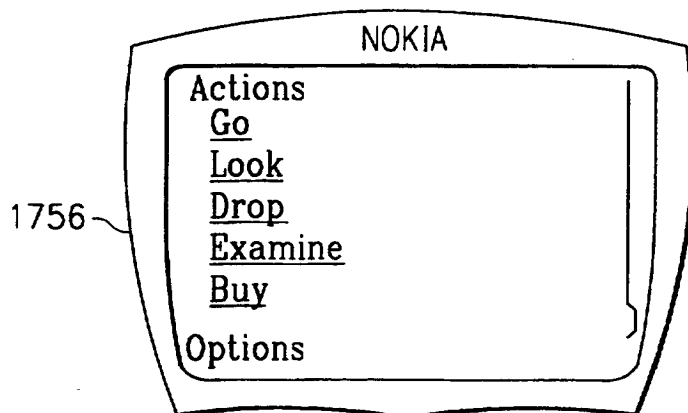 NOKIA
Actions
Go
Look
Drop
Examine
Buy
1756
Options